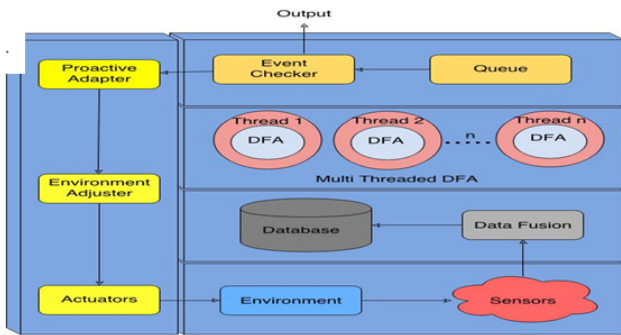 Output
Proactive
Adapter
Event
Checker
Queue
Thread 1
Thread 2
Thread n
DFA
DFA
n
DFA
Multi Threaded DFA
Environment
Adjuster
Database
Data Fusion
Actuators
Environment
Sensors